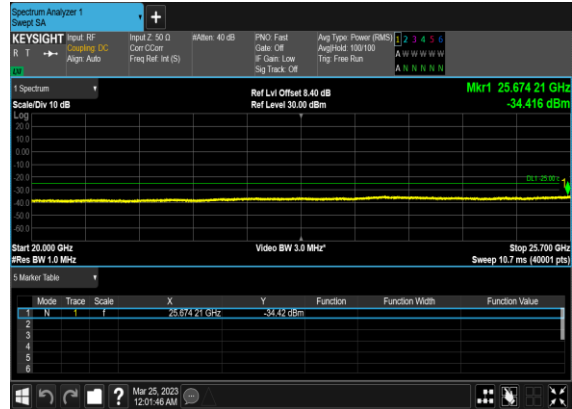 Spectrum Analyzer 1
Swept SA
+
KEYSIGHT Input: RF Input Z: 50 Ω #Atten: 40 dB PNO: Fast Avg Type: Power (RMS) 1 2 3 4 5 6
R T Coupling: DC Corr CCorr Gate: Off Avg|Hold: 100/100 A W W W W W
Align: Auto Freq Ref: Int (S) IF Gain: Low Trig: Free Run
Sig Track: Off A N N N N N
1 Spectrum Ref Lvl Offset 8.40 dB Mkr1 25.674 21 GHz
Scale/Div 10 dB Ref Level 30.00 dBm -34.416 dBm
Log
20.0
10.0
0.00
-10.0
-20.0
DL1 -25.00 1
-30.0
-40.0
-50.0
-60.0
Start 20.000 GHz Video BW 3.0 MHz* Stop 25.700 GHz
#Res BW 1.0 MHz Sweep 10.7 ms (40001 pts)
5 Marker Table
Mode Trace Scale X Y Function Function Width Function Value
1 N 1 f 25.674 21 GHz -34.42 dBm
2
3
4
5
6
? Mar 25, 2023
12:01:46 AM